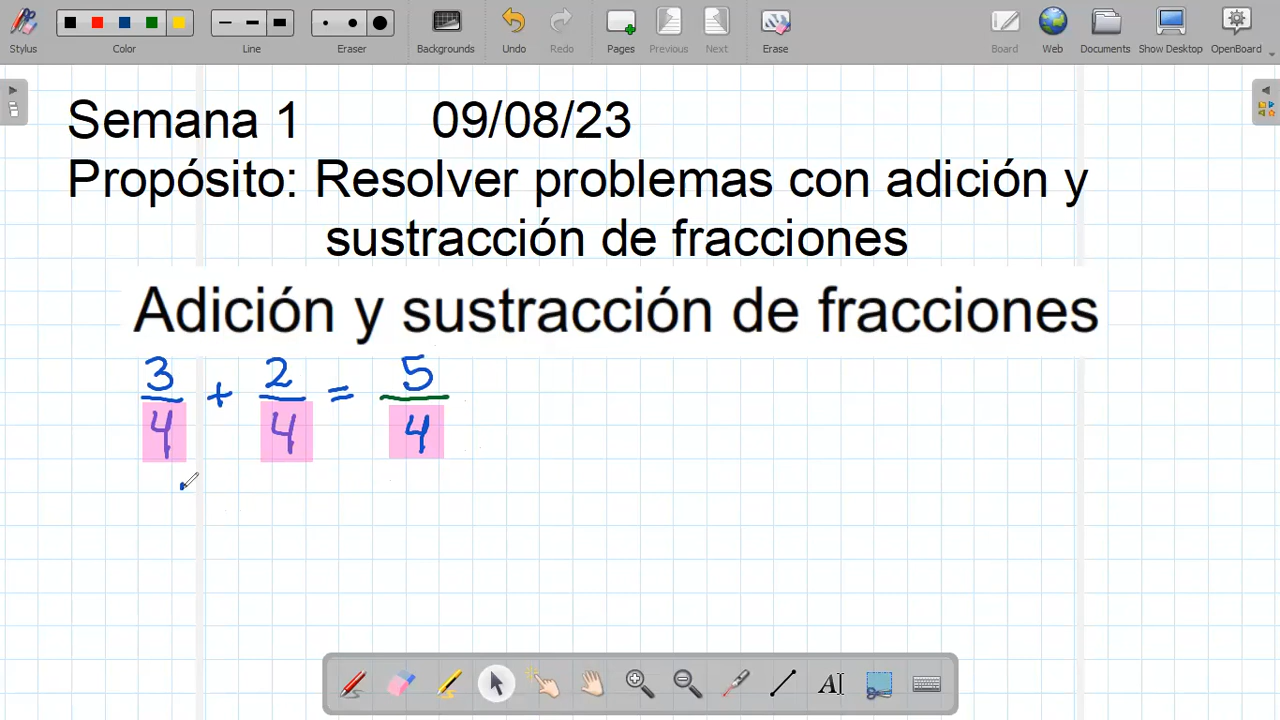 Stylus Color Line Eraser Backgrounds Undo Redo Pages Previous Next Erase Board Web Documents Show Desktop OpenBoard
Semana 1 09/08/23
Propósito: Resolver problemas con adición y
sustracción de fracciones
Adición y sustracción de fracciones
3/4 + 2/4 = 5/4